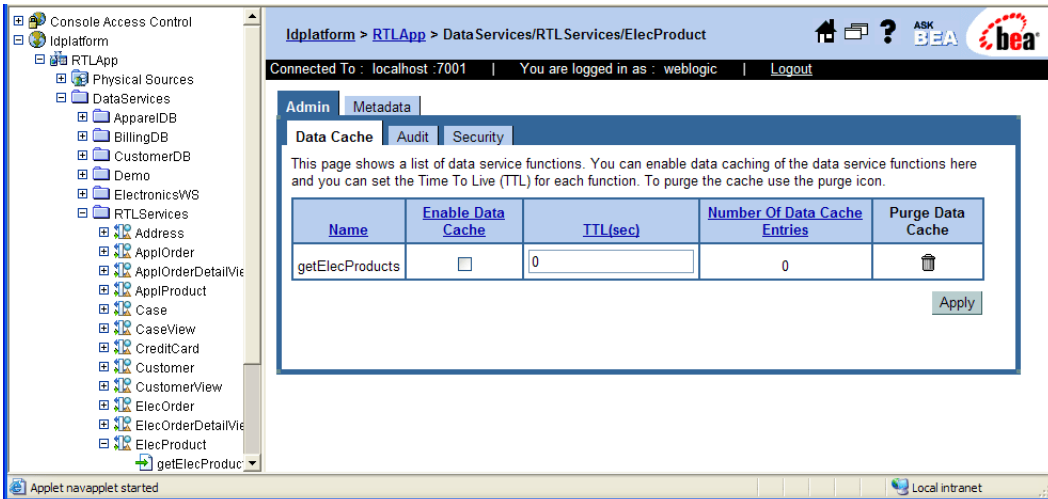 Console Access Control
ldplatform
RTLApp
Physical Sources
DataServices
ApparelDB
BillingDB
CustomerDB
Demo
ElectronicsWS
RTLServices
Address
ApplOrder
ApplOrderDetailVie
ApplProduct
Case
CaseView
CreditCard
Customer
CustomerView
ElecOrder
ElecOrderDetailVie
ElecProduct
getElecProduc
ldplatform > RTLApp > DataServices/RTLServices/ElecProduct
?
ASK
BEA
bea
Connected To : localhost :7001 | You are logged in as : weblogic | Logout
Admin Metadata
Data Cache Audit Security
This page shows a list of data service functions. You can enable data caching of the data service functions here
and you can set the Time To Live (TTL) for each function. To purge the cache use the purge icon.
Name Enable Data Cache TTL(sec) Number Of Data Cache Entries Purge Data Cache
getElecProducts 0 0
Apply
Applet navapplet started
Local intranet